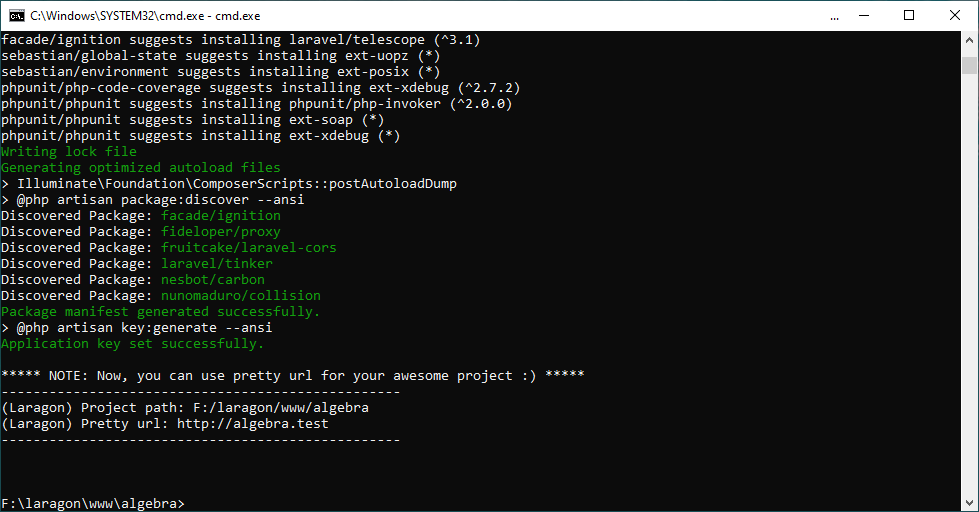 C:\Windows\SYSTEM32\cmd.exe - cmd.exe
...
facade/ignition suggests installing laravel/telescope (^3.1)
sebastian/global-state suggests installing ext-uopz (*)
sebastian/environment suggests installing ext-posix (*)
phpunit/php-code-coverage suggests installing ext-xdebug (^2.7.2)
phpunit/phpunit suggests installing phpunit/php-invoker (^2.0.0)
phpunit/phpunit suggests installing ext-soap (*)
phpunit/phpunit suggests installing ext-xdebug (*)
Writing lock file
Generating optimized autoload files
> Illuminate\Foundation\ComposerScripts::postAutoloadDump
> @php artisan package:discover --ansi
Discovered Package: facade/ignition
Discovered Package: fideloper/proxy
Discovered Package: fruitcake/laravel-cors
Discovered Package: laravel/tinker
Discovered Package: nesbot/carbon
Discovered Package: nunomaduro/collision
Package manifest generated successfully.
> @php artisan key:generate --ansi
Application key set successfully.
***** NOTE: Now, you can use pretty url for your awesome project :) *****
--------------------------------------------------
(Laragon) Project path: F:/laragon/www/algebra
(Laragon) Pretty url: http://algebra.test
--------------------------------------------------
F:\laragon\www\algebra>